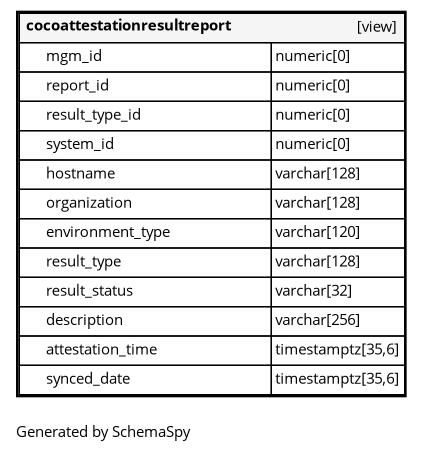 cocoattestationresultreport [view]
mgm_id numeric[0]
report_id numeric[0]
result_type_id numeric[0]
system_id numeric[0]
hostname varchar[128]
organization varchar[128]
environment_type varchar[120]
result_type varchar[128]
result_status varchar[32]
description varchar[256]
attestation_time timestamptz[35,6]
synced_date timestamptz[35,6]
Generated by SchemaSpy